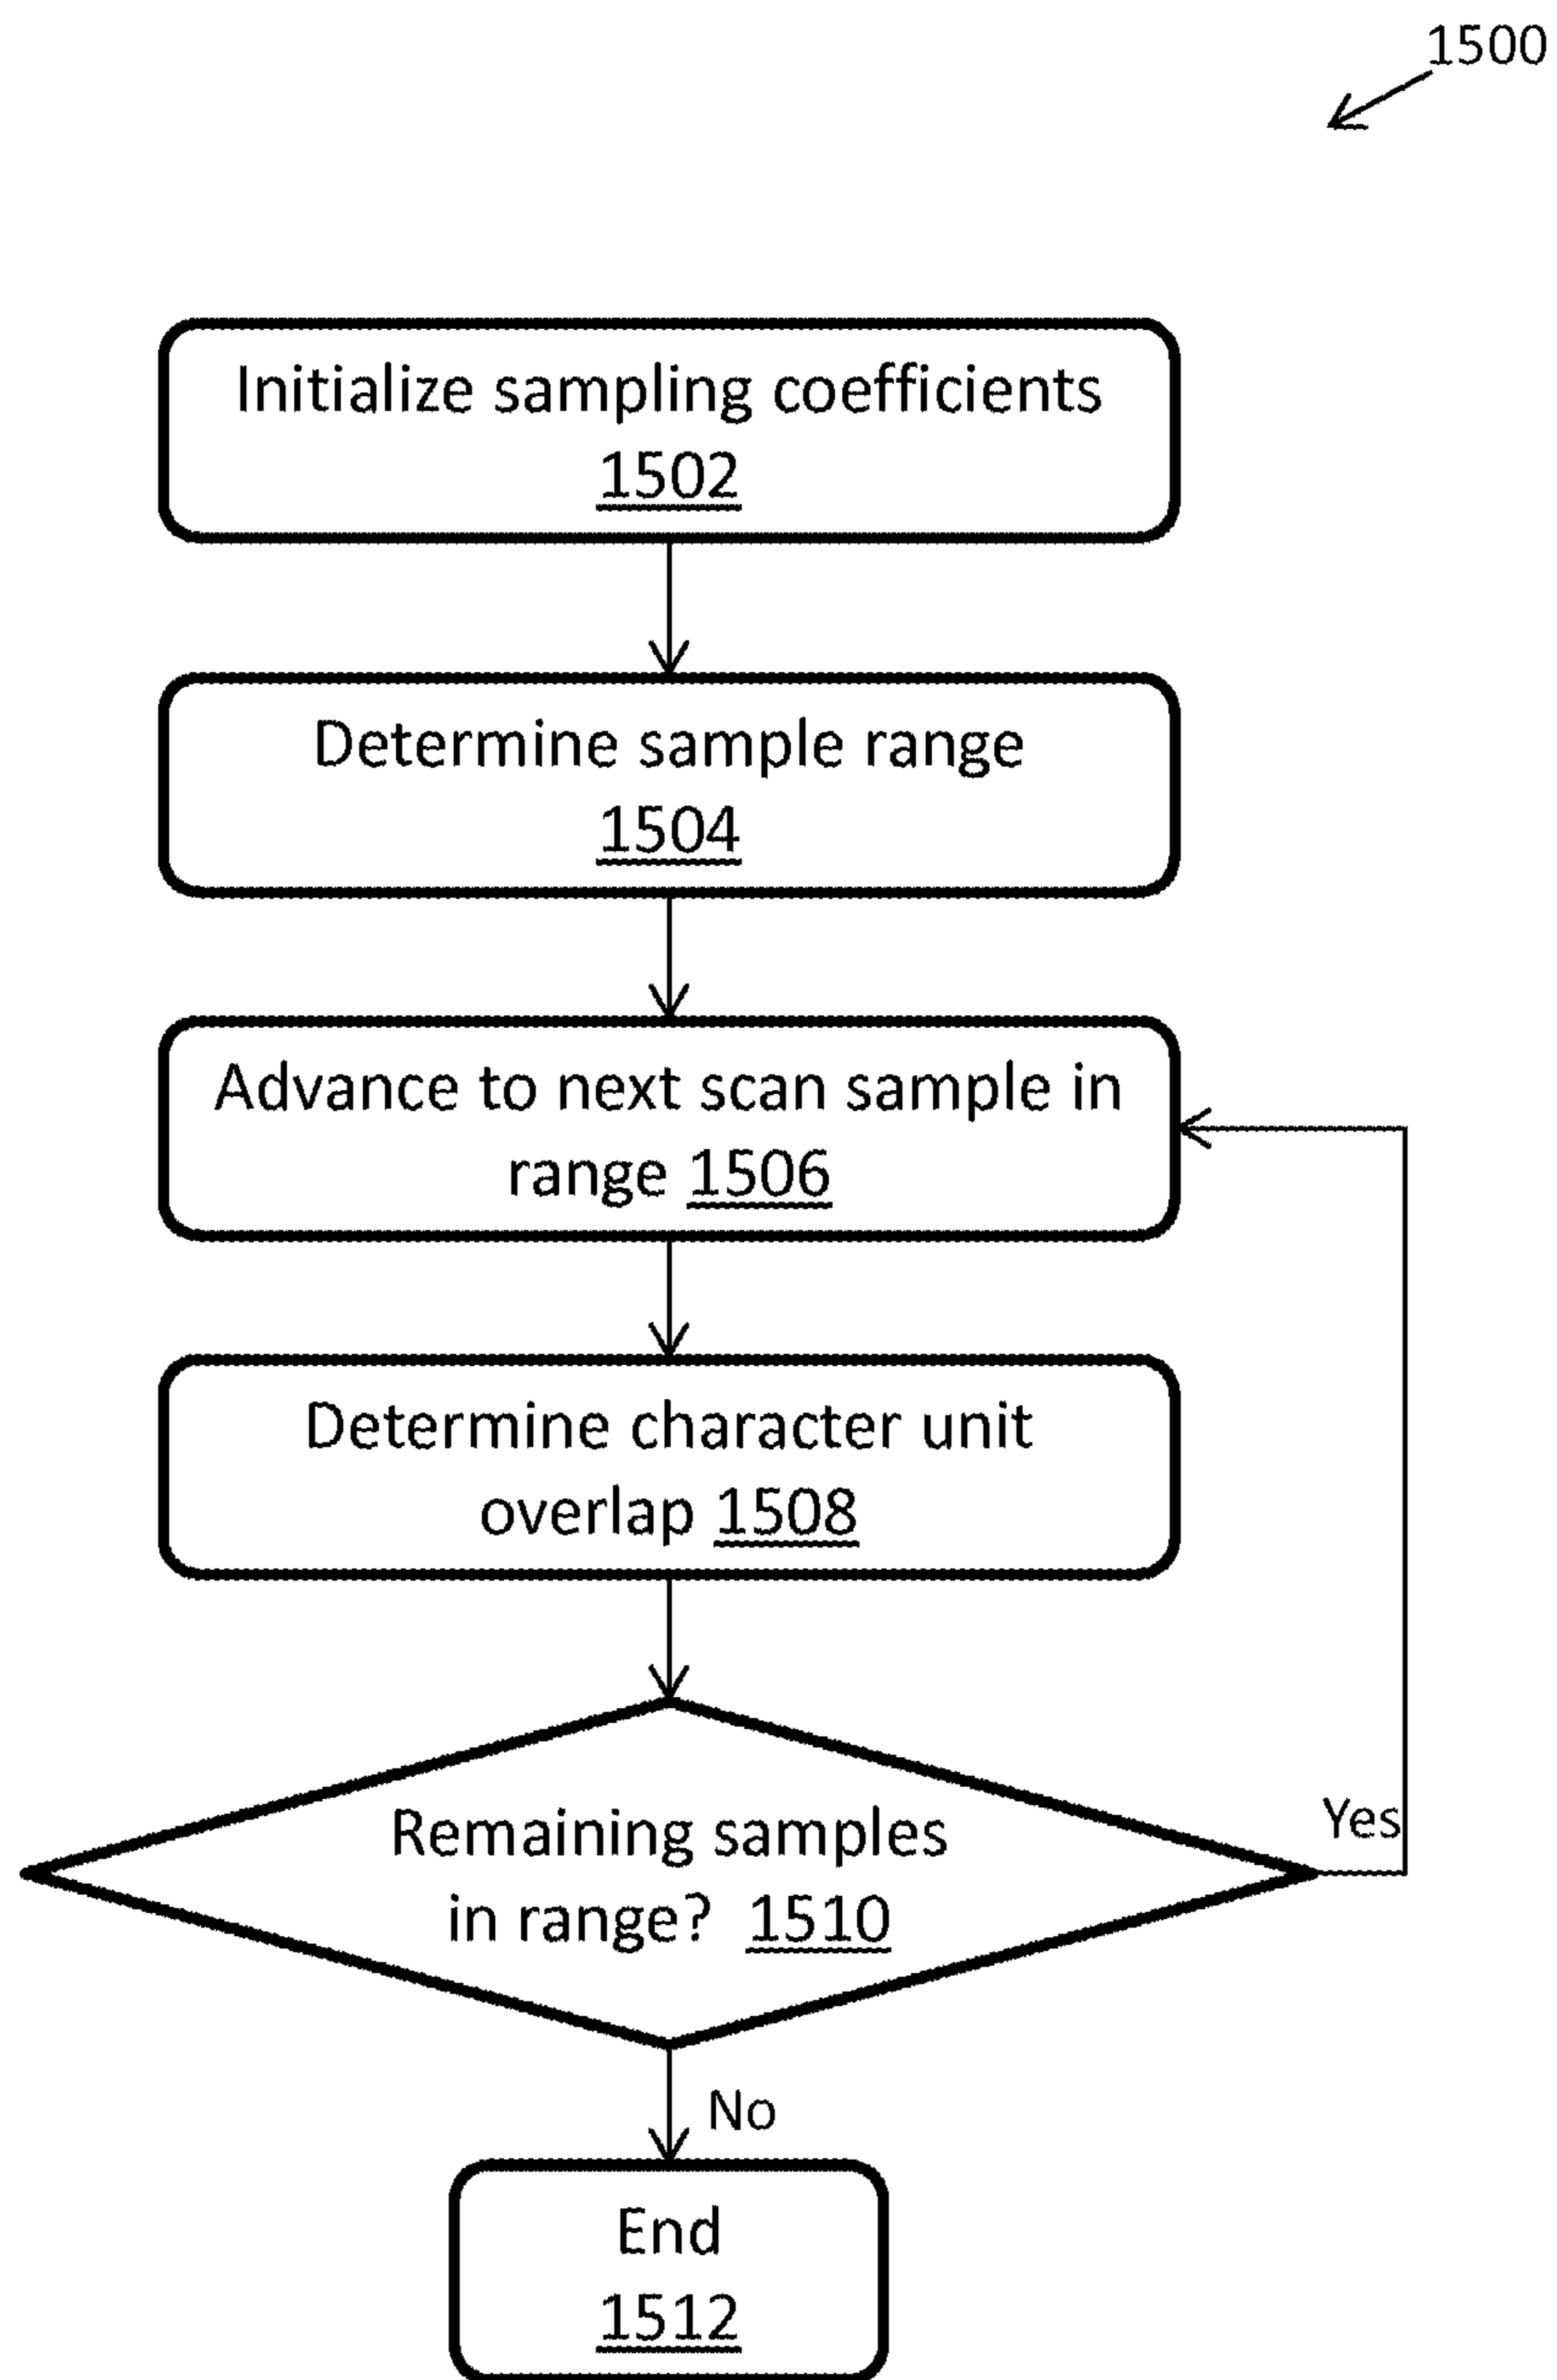 1500
Initialize sampling coefficients
1502
Determine sample range
1504
Advance to next scan sample in
range 1506
Determine character unit
overlap 1508
Remaining samples
in range? 1510
Yes
No
End
1512